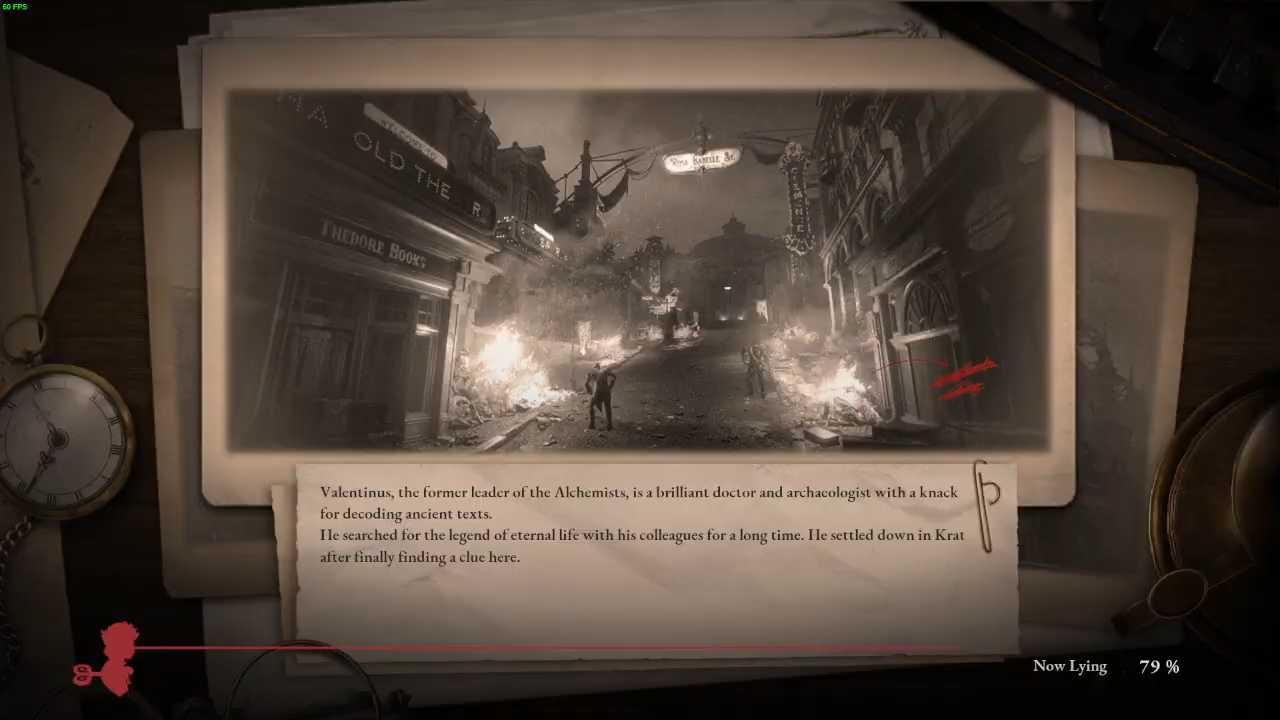 60 FPS
WELCOME TO
OLD THE R
THEDORE BOOKS
Valentinus, the former leader of the Alchemists, is a brilliant doctor and archaeologist with a knack
for decoding ancient texts.
He searched for the legend of eternal life with his colleagues for a long time. He settled down in Krat
after finally finding a clue here.
Now Lying
79 %